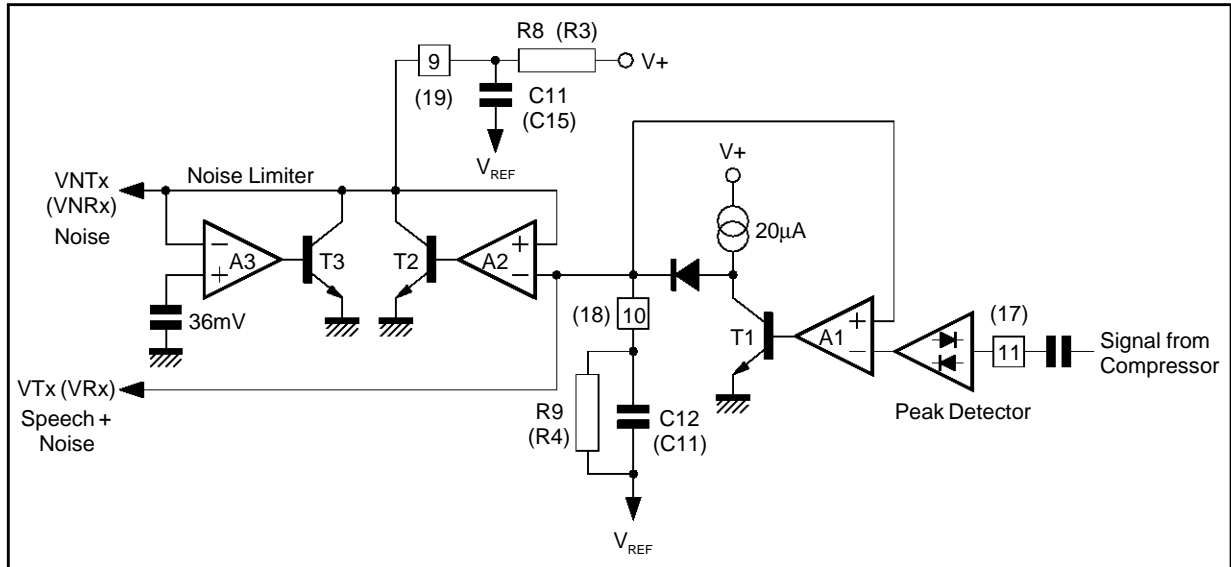 R8 (R3)
V+
9
(19)
C11
(C15)
VREF
VNTx
(VNRx)
Noise
Noise Limiter
A3
T3
T2
A2
36mV
V+
20µA
(18)
10
T1
A1
(17)
11
Signal from
Compressor
Peak Detector
VTx (VRx)
Speech +
Noise
R9
(R4)
C12
(C11)
VREF